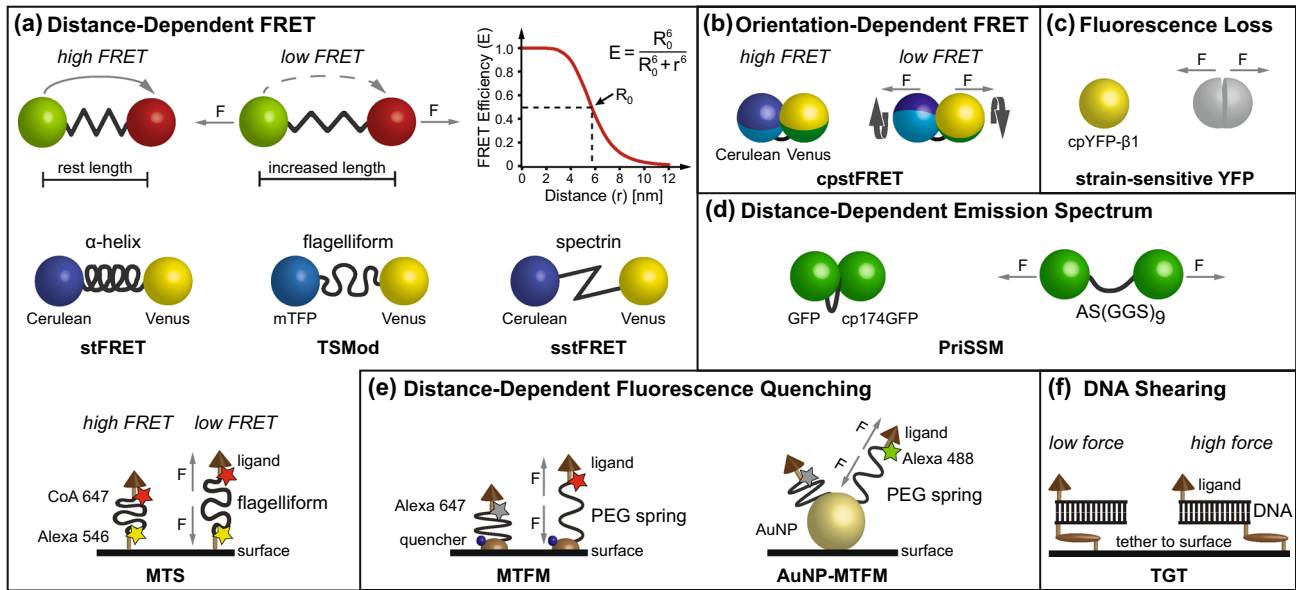 (a) Distance-Dependent FRET
high FRET
low FRET
F
F
rest length
increased length
FRET Efficiency (E)
1.0
0.8
0.6
0.4
0.2
0
0 2 4 6 8 10 12
Distance (r) [nm]
R₀
E = R₀⁶ / (R₀⁶ + r⁶)
α-helix
Cerulean
Venus
stFRET
flagelliform
mTFP
Venus
TSMod
spectrin
Cerulean
Venus
sstFRET
high FRET
low FRET
CoA 647
Alexa 546
F
F
ligand
flagelliform
surface
MTS
(b) Orientation-Dependent FRET
high FRET
low FRET
F
F
Cerulean
Venus
cpstFRET
(c) Fluorescence Loss
F
F
cpYFP-β1
strain-sensitive YFP
(d) Distance-Dependent Emission Spectrum
GFP
cp174GFP
F
F
AS(GGS)₉
PriSSM
(e) Distance-Dependent Fluorescence Quenching
Alexa 647
quencher
F
F
ligand
PEG spring
surface
MTFM
AuNP
F
F
ligand
Alexa 488
PEG spring
surface
AuNP-MTFM
(f) DNA Shearing
low force
high force
ligand
DNA
tether to surface
TGT